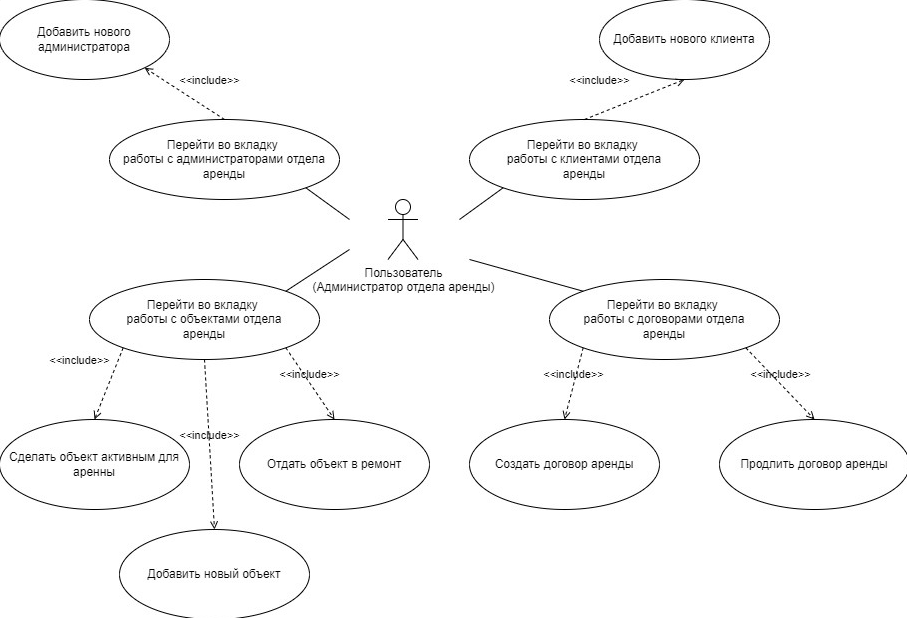 Добавить нового
администратора
Добавить нового клиента
<<include>>
<<include>>
Перейти во вкладку
работы с администраторами отдела
аренды
Перейти во вкладку
работы с клиентами отдела
аренды
Пользователь
(Администратор отдела аренды)
Перейти во вкладку
работы с объектами отдела
аренды
Перейти во вкладку
работы с договорами отдела
аренды
<<include>>
<<include>>
<<include>>
<<include>>
<<include>>
Сделать объект активным для
аренны
Отдать объект в ремонт
Создать договор аренды
Продлить договор аренды
Добавить новый объект